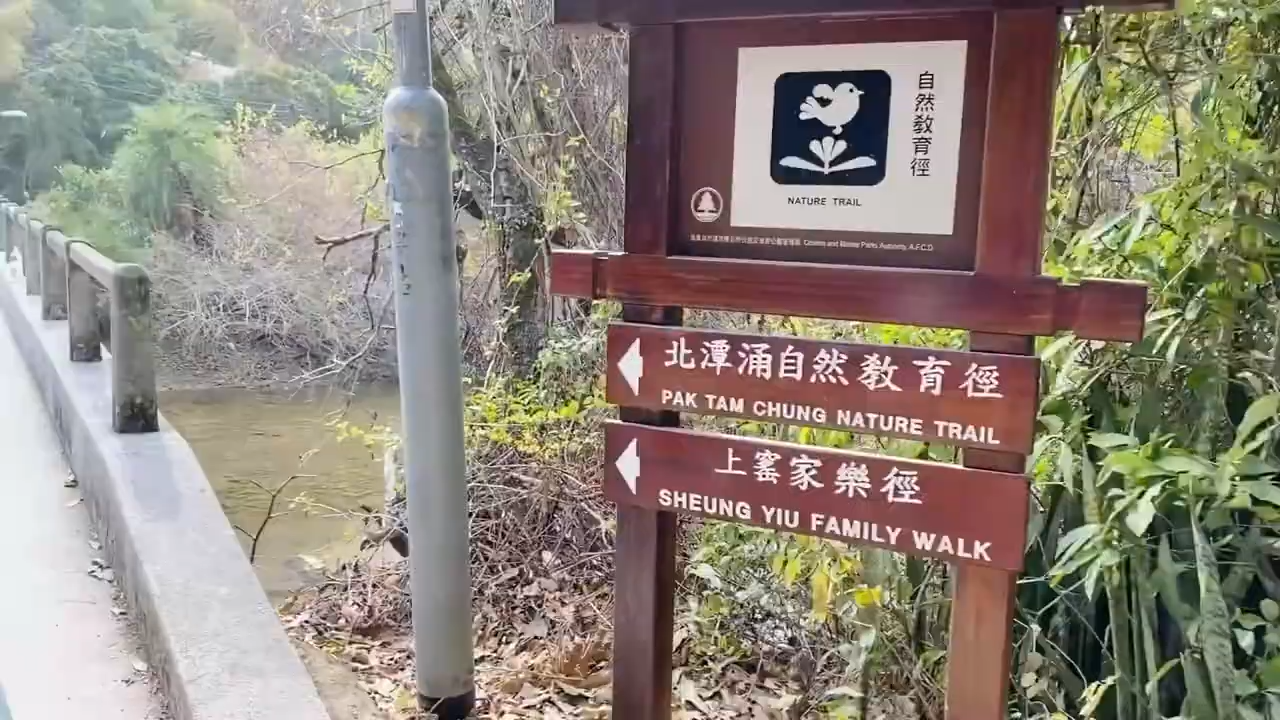 自然教育徑
NATURE TRAIL
Country and Marine Parks Authority, A.F.C.D.
北潭涌自然教育徑
PAK TAM CHUNG NATURE TRAIL
上窰家樂徑
SHEUNG YIU FAMILY WALK